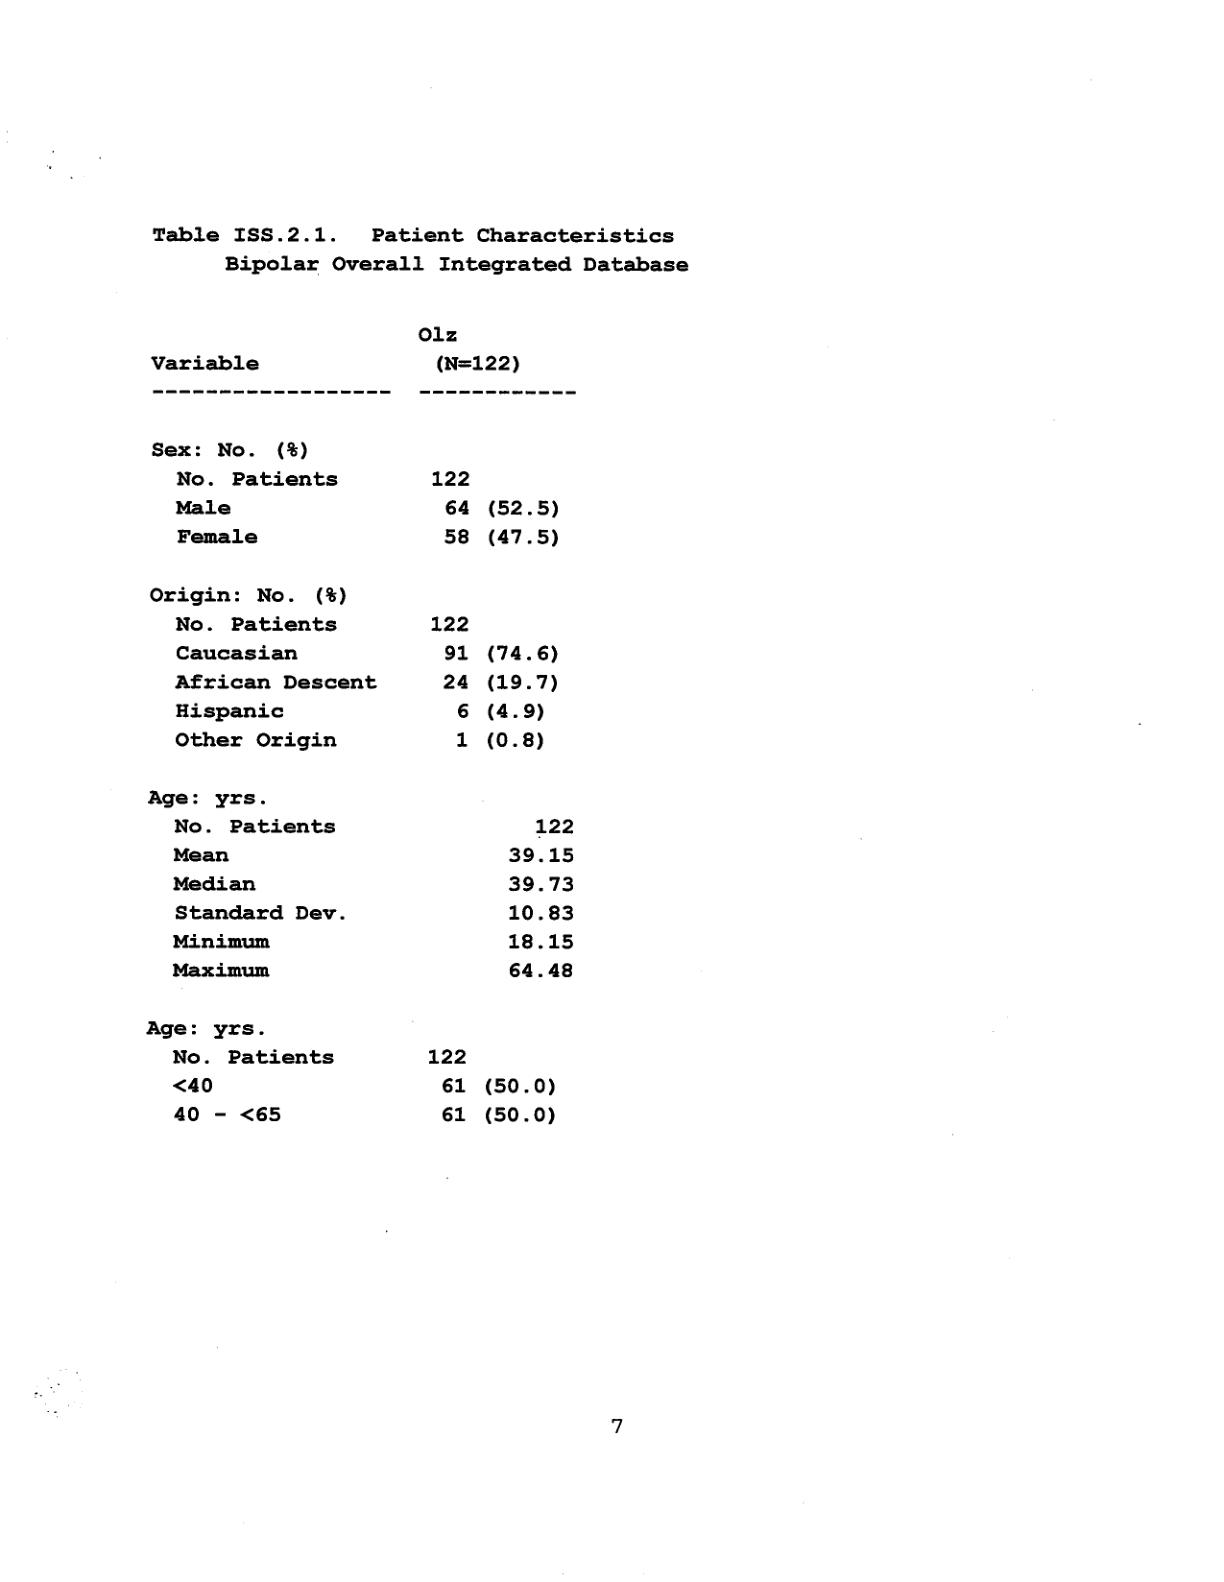 Table ISS.2.1. Patient Characteristics
Bipolar Overall Integrated Database
Olz
Variable (N=122)
------------------ ------------
Sex: No. (%)
No. Patients 122
Male 64 (52.5)
Female 58 (47.5)
Origin: No. (%)
No. Patients 122
Caucasian 91 (74.6)
African Descent 24 (19.7)
Hispanic 6 (4.9)
Other Origin 1 (0.8)
Age: yrs.
No. Patients 122
Mean 39.15
Median 39.73
Standard Dev. 10.83
Minimum 18.15
Maximum 64.48
Age: yrs.
No. Patients 122
<40 61 (50.0)
40 - <65 61 (50.0)
7